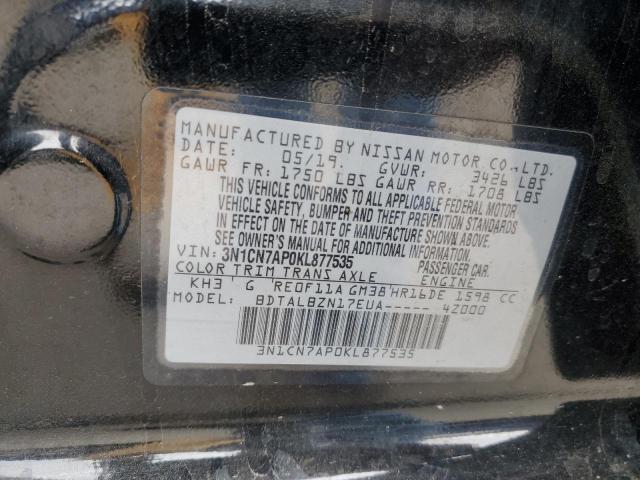 MANUFACTURED BY NISSAN MOTOR CO.,LTD.
DATE: 05/19. GVWR: 3426 LBS
GAWR FR: 1750 LBS GAWR RR: 1708 LBS
THIS VEHICLE CONFORMS TO ALL APPLICABLE FEDERAL MOTOR
VEHICLE SAFETY, BUMPER AND THEFT PREVENTION STANDARDS
IN EFFECT ON THE DATE OF MANUFACTURE SHOWN ABOVE.
SEE OWNER'S MANUAL FOR ADDITIONAL INFORMATION.
VIN: 3N1CN7AP0KL877535 PASSENGER CAR.
COLOR TRIM TRANS AXLE ENGINE
KH3 G RE0F11A GM38 HR16DE 1598 CC
MODEL: BDTALBZN17EUA----- 4Z000
3N1CN7AP0KL877535